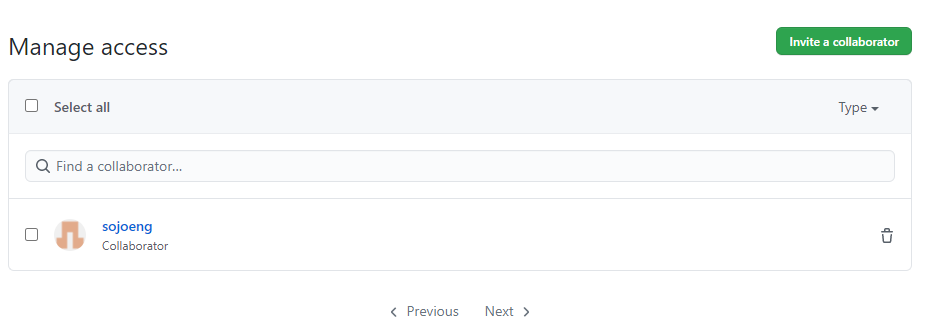 Manage access
Invite a collaborator
Select all
Type
Find a collaborator...
sojoeng
Collaborator
Previous
Next